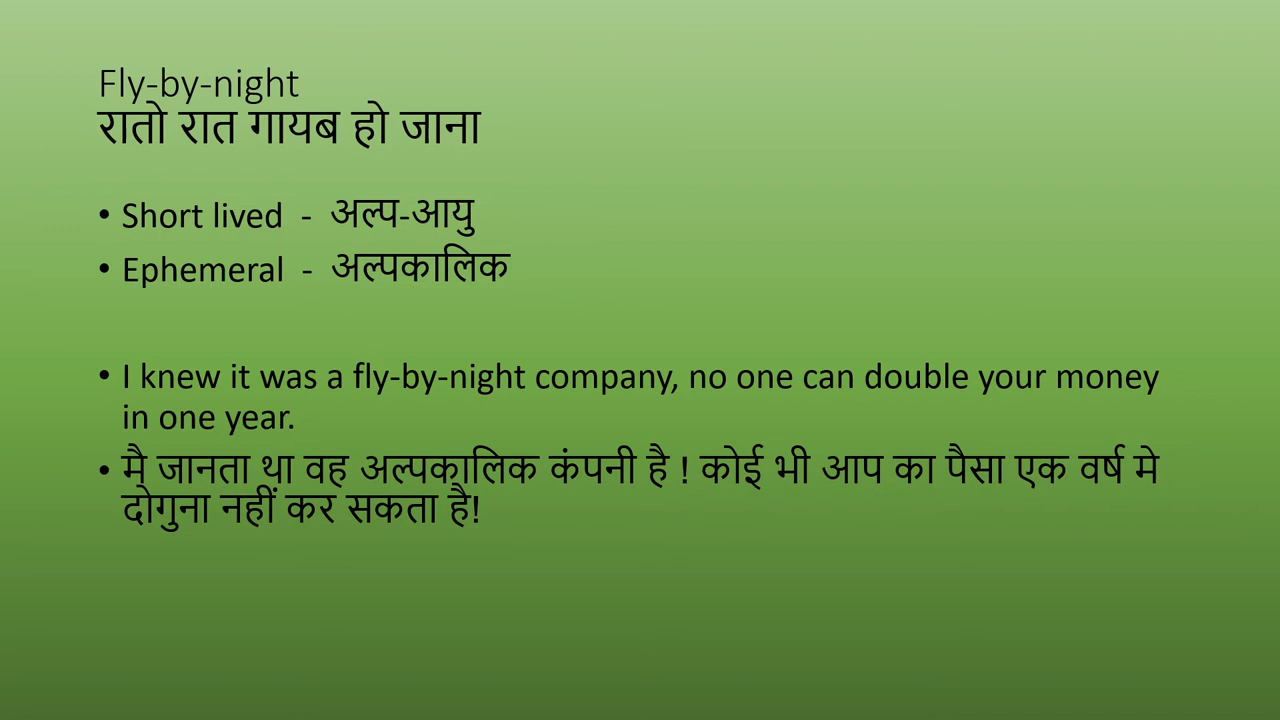 Fly-by-night
रातो रात गायब हो जाना
• Short lived - अल्प-आयु
• Ephemeral - अल्पकालिक
• I knew it was a fly-by-night company, no one can double your money
in one year.
• मै जानता था वह अल्पकालिक कंपनी है ! कोई भी आप का पैसा एक वर्ष मे
दोगुना नहीं कर सकता है!